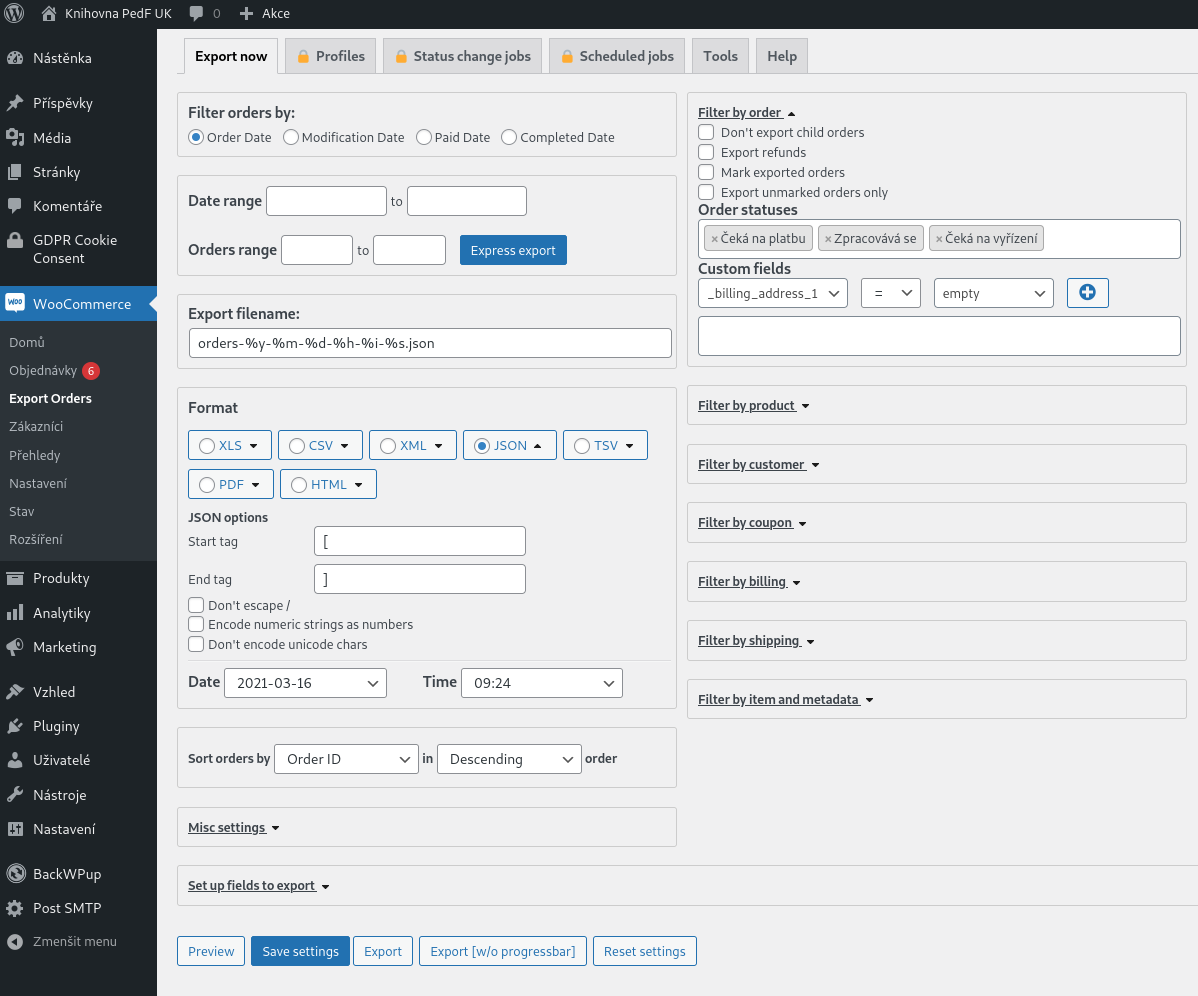 Knihovna PedF UK 0 Akce
Nástěnka
Příspěvky
Média
Stránky
Komentáře
GDPR Cookie
Consent
WooCommerce
Domů
Objednávky 6
Export Orders
Zákazníci
Přehledy
Nastavení
Stav
Rozšíření
Produkty
Analytiky
Marketing
Vzhled
Pluginy
Uživatelé
Nástroje
Nastavení
BackWPup
Post SMTP
Zmenšit menu
Export now Profiles Status change jobs Scheduled jobs Tools Help
Filter orders by:
Order Date Modification Date Paid Date Completed Date
Date range to
Orders range to Express export
Export filename:
orders-%y-%m-%d-%h-%i-%s.json
Format
XLS CSV XML JSON TSV
PDF HTML
JSON options
Start tag [
End tag ]
Don't escape /
Encode numeric strings as numbers
Don't encode unicode chars
Date 2021-03-16 Time 09:24
Sort orders by Order ID in Descending order
Misc settings
Filter by order
Don't export child orders
Export refunds
Mark exported orders
Export unmarked orders only
Order statuses
×Čeká na platbu ×Zpracovává se ×Čeká na vyřízení
Custom fields
_billing_address_1 = empty
Filter by product
Filter by customer
Filter by coupon
Filter by billing
Filter by shipping
Filter by item and metadata
Set up fields to export
Preview Save settings Export Export [w/o progressbar] Reset settings